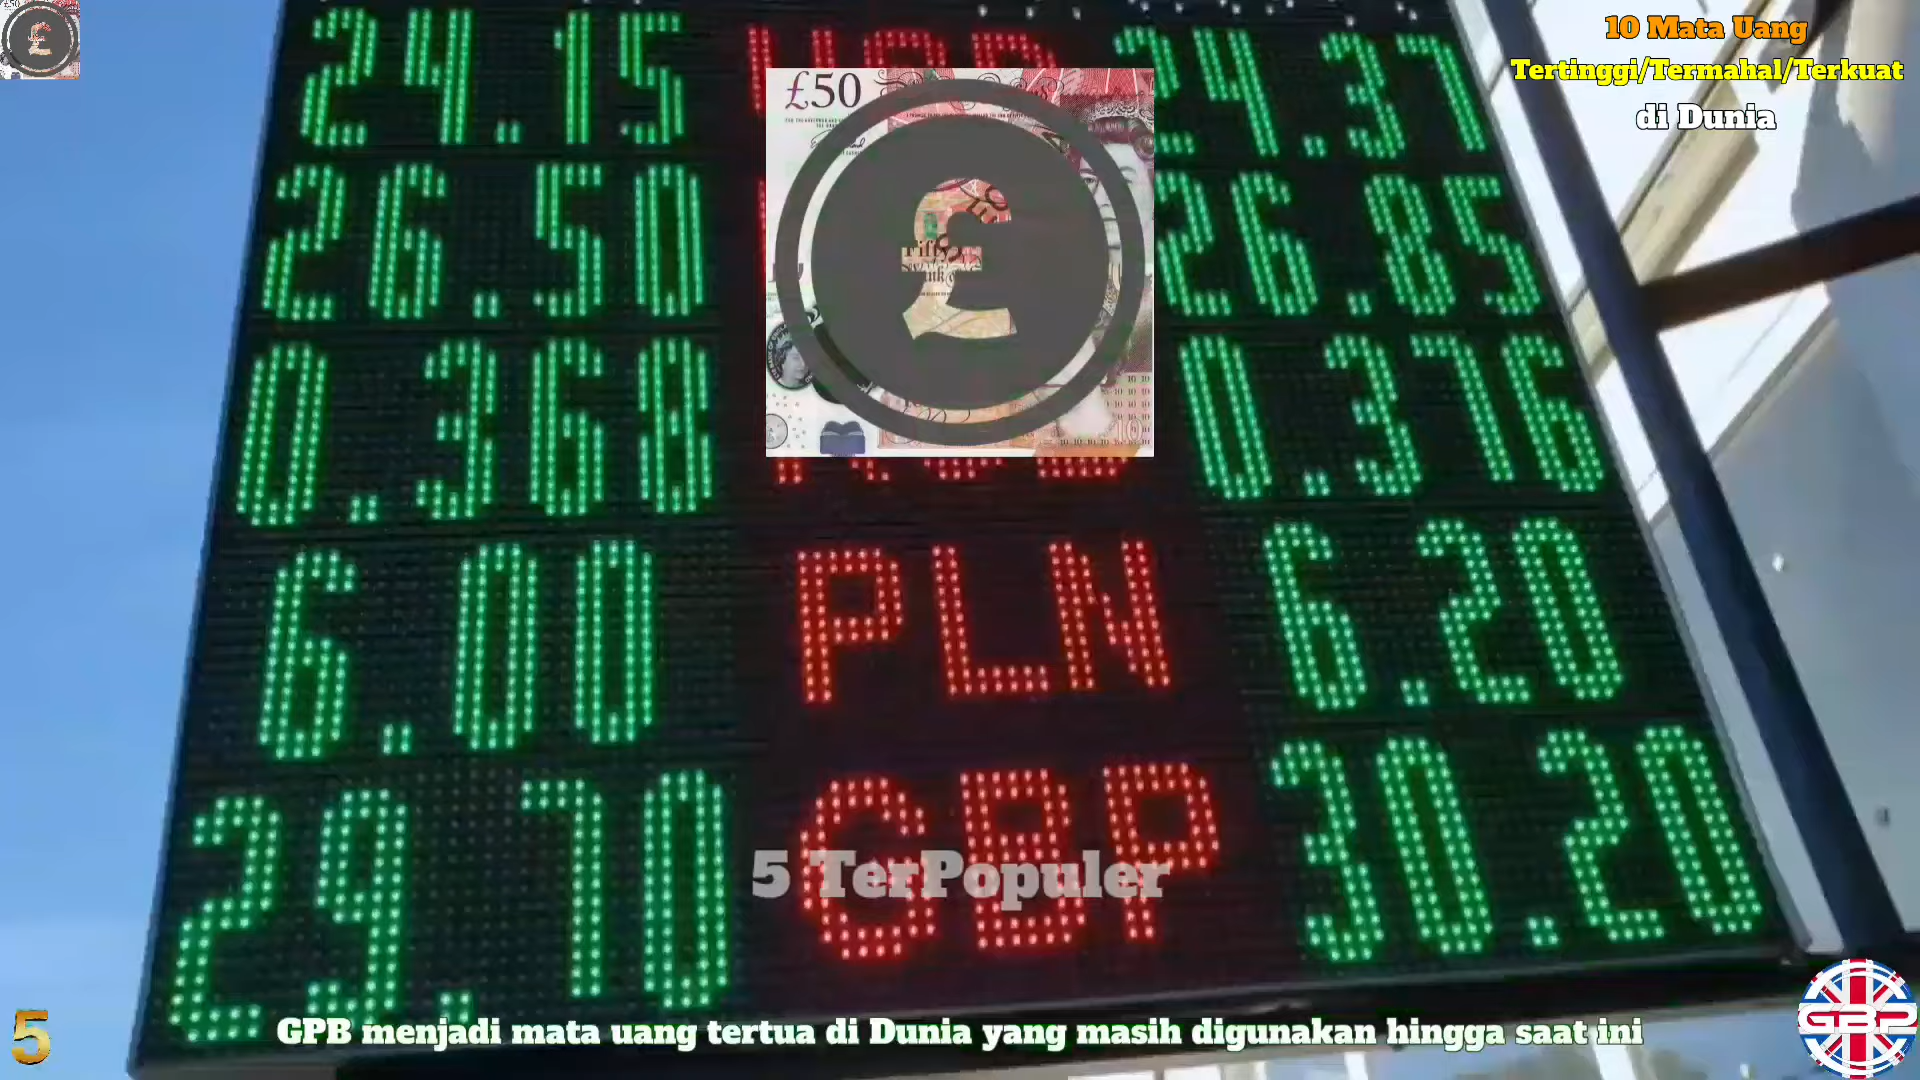 10 Mata Uang
Tertinggi/Termahal/Terkuat
di Dunia
24.15 24.37
£50
26.50 26.85
0.368 0.376
6.00 PLN 6.20
29.70 GBP 30.20
5 TerPopuler
5
GPB menjadi mata uang tertua di Dunia yang masih digunakan hingga saat ini
GBP